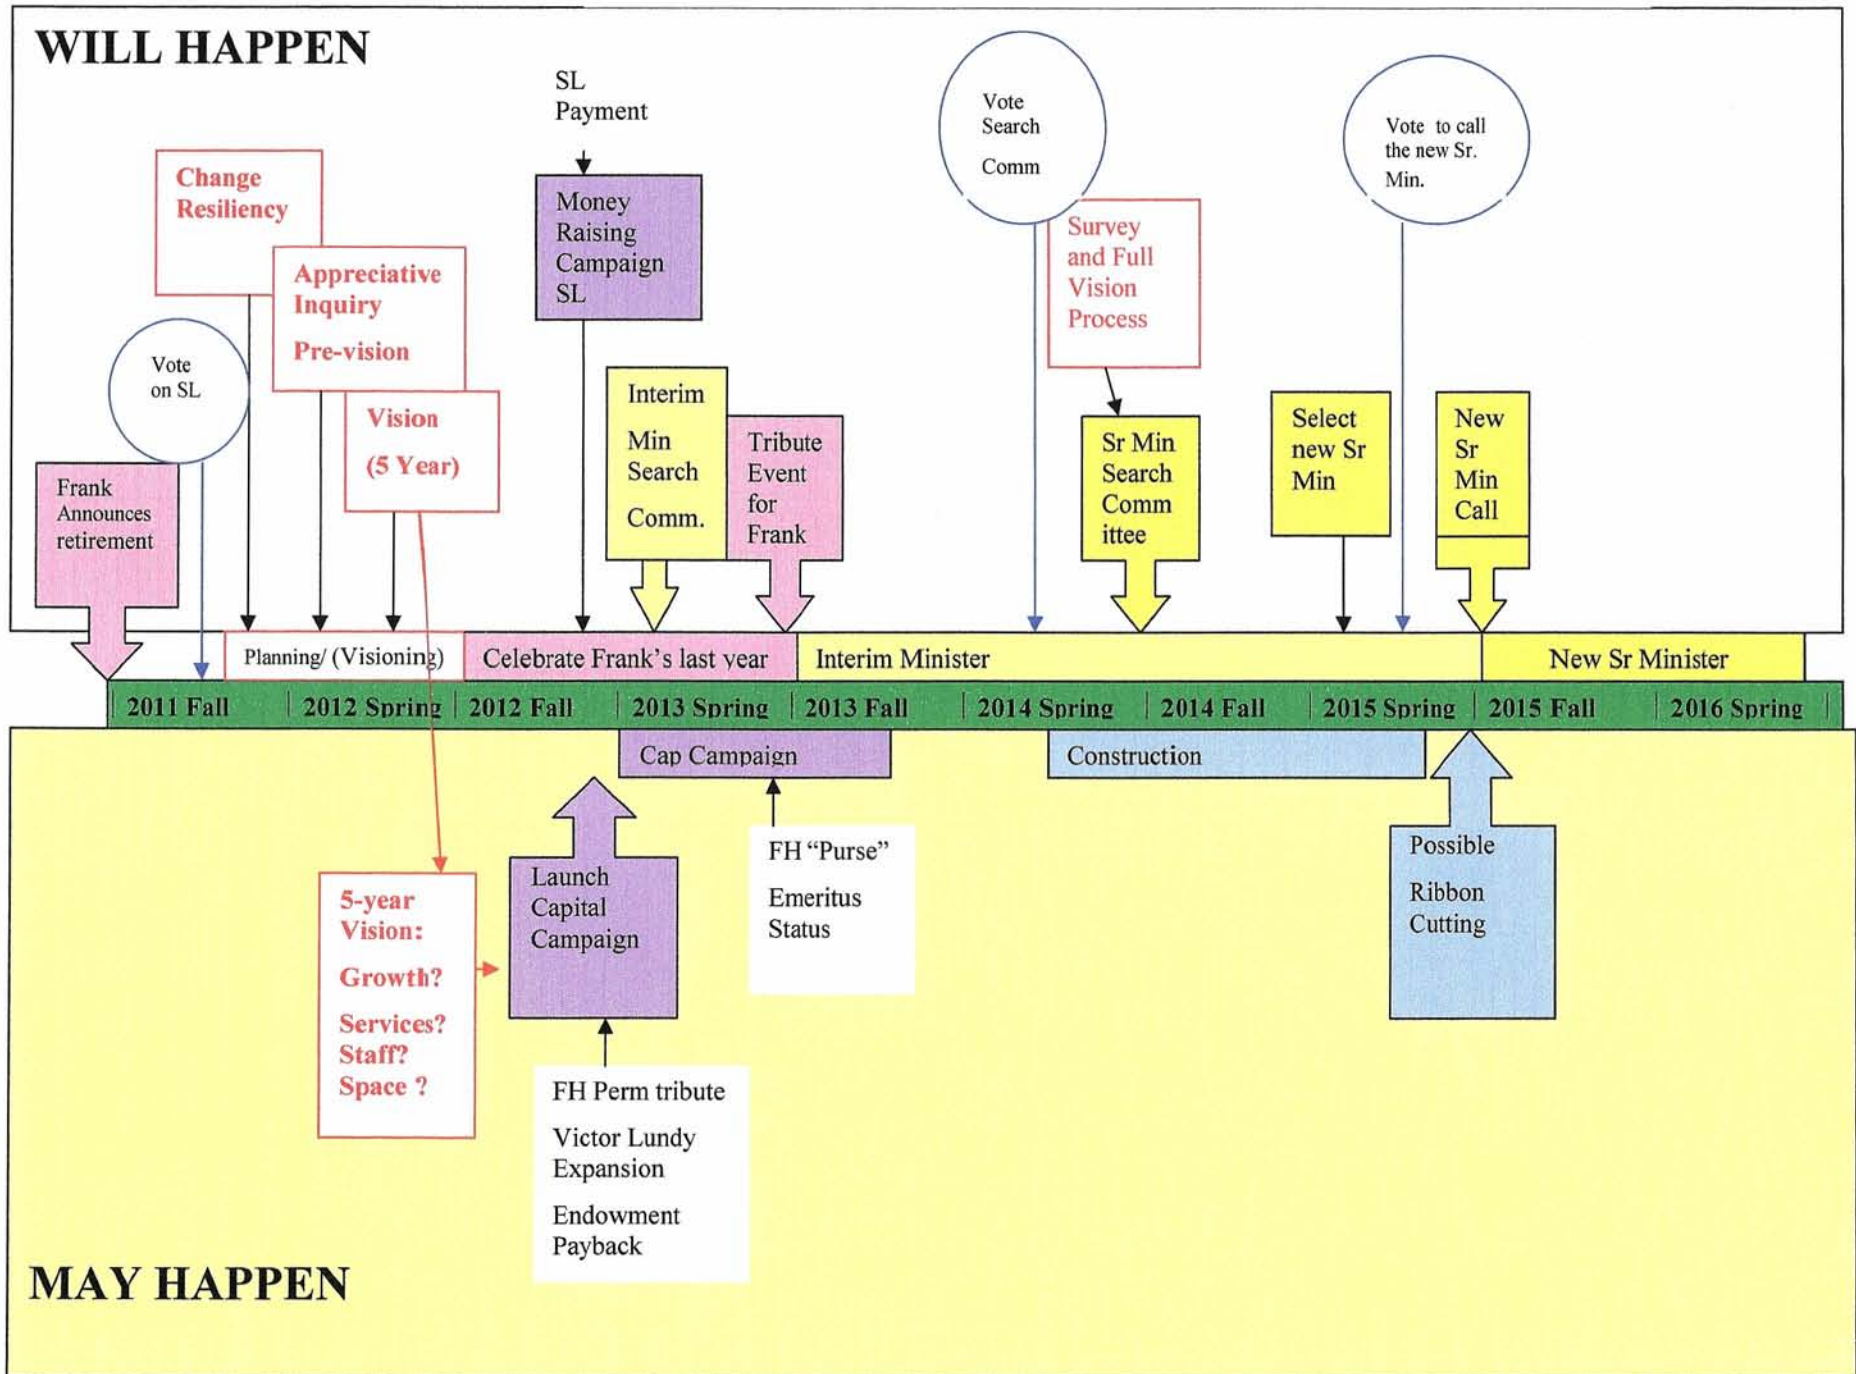 WILL HAPPEN
SL
Payment
Change
Resiliency
Appreciative
Inquiry
Pre-vision
Vision
(5 Year)
Vote
on SL
Frank
Announces
retirement
Money
Raising
Campaign
SL
Interim
Min
Search
Comm.
Tribute
Event
for
Frank
Vote
Search
Comm
Survey
and Full
Vision
Process
Sr Min
Search
Comm
ittee
Vote to call
the new Sr.
Min.
Select
new Sr
Min
New
Sr
Min
Call
Planning/ (Visioning)
Celebrate Frank's last year
Interim Minister
New Sr Minister
2011 Fall
2012 Spring
2012 Fall
2013 Spring
2013 Fall
2014 Spring
2014 Fall
2015 Spring
2015 Fall
2016 Spring
Cap Campaign
Construction
5-year
Vision:
Growth?
Services?
Staff?
Space ?
Launch
Capital
Campaign
FH “Purse”
Emeritus
Status
Possible
Ribbon
Cutting
FH Perm tribute
Victor Lundy
Expansion
Endowment
Payback
MAY HAPPEN